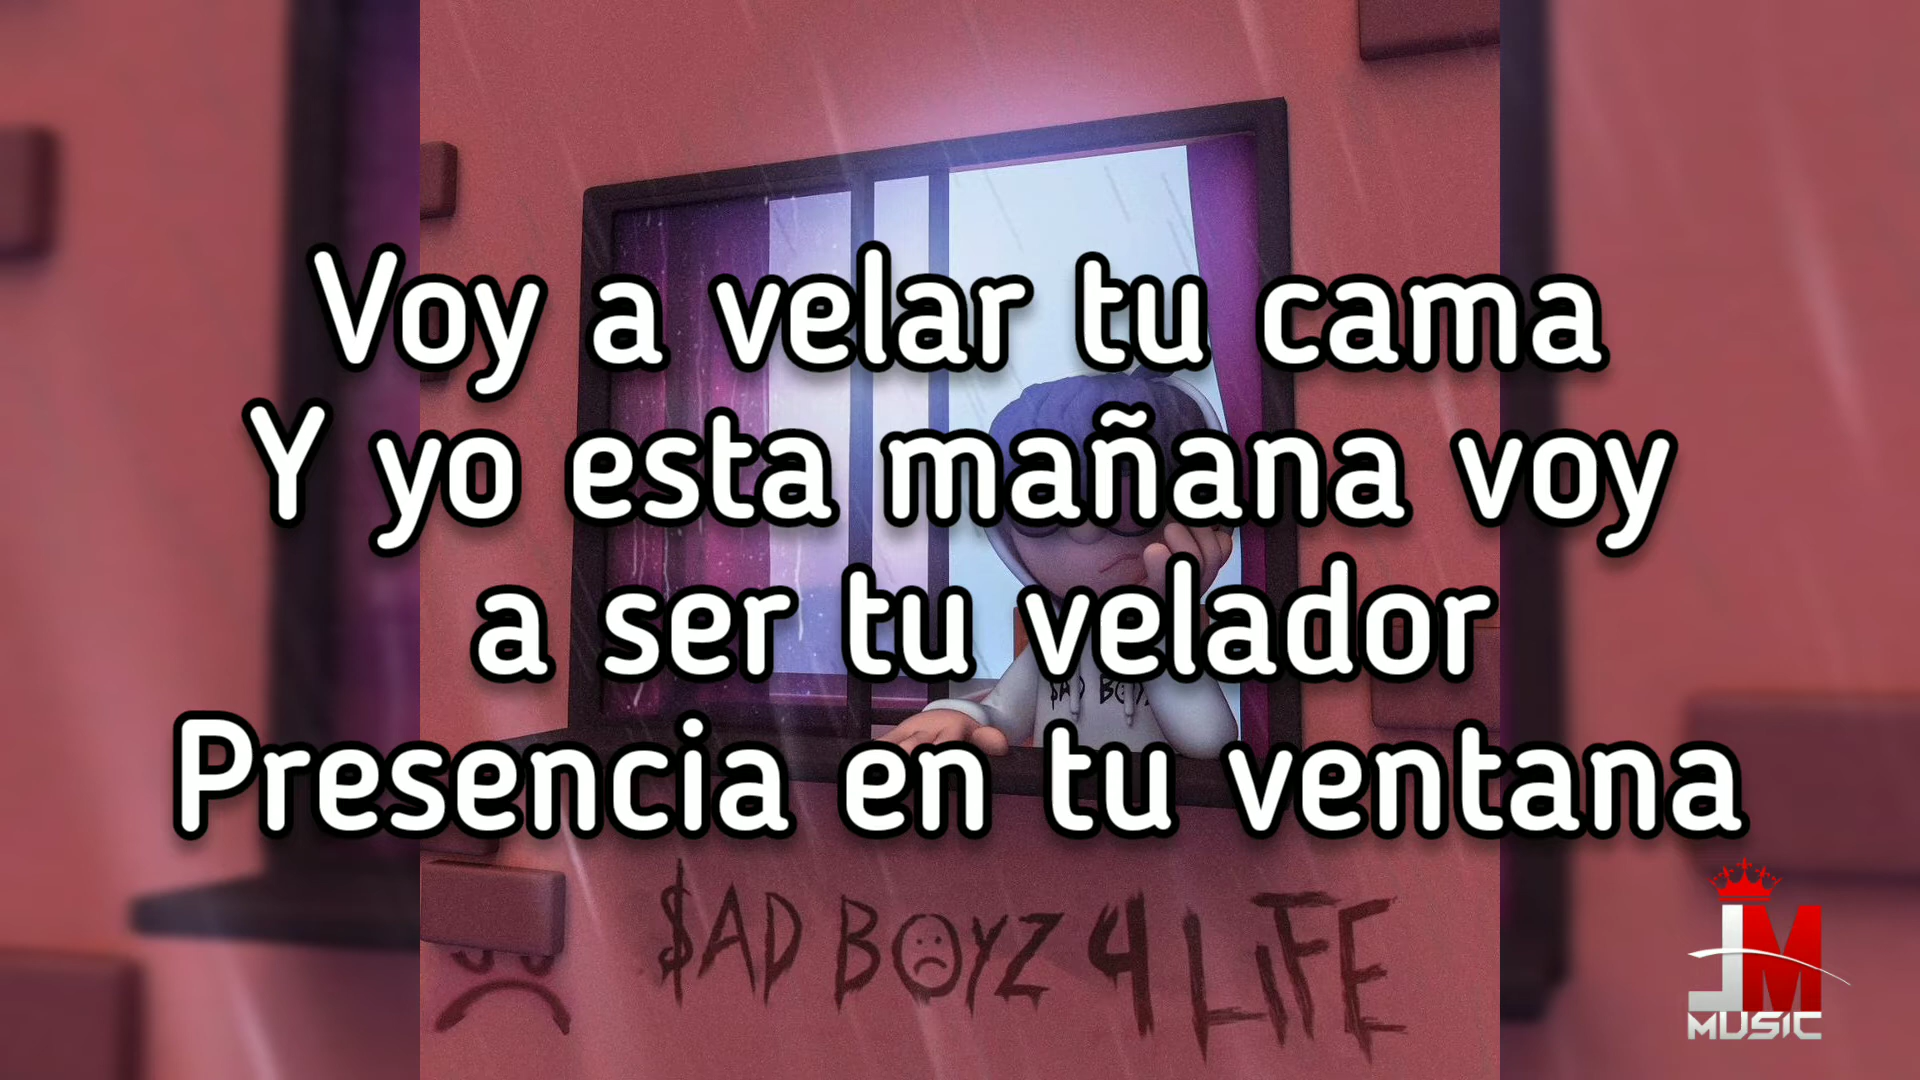 Voy a velar tu cama
Y yo esta mañana voy
a ser tu velador
Presencia en tu ventana
$AD BOYZ 4 LIFE
JM
MUSIC